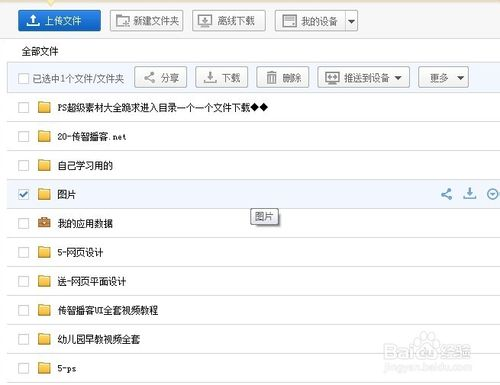 上传文件 新建文件夹 离线下载 我的设备
全部文件
已选中1个文件/文件夹 分享 下载 删除 推送到设备 更多
PS超级素材大全跪求进入目录一个一个文件下载◆◆
20-传智播客.net
自己学习用的
图片
图片
我的应用数据
5-网页设计
送-网页平面设计
传智播客UI全套视频教程
幼儿园早教视频全套
Baidu经验
5-ps
jingyan.baidu.com